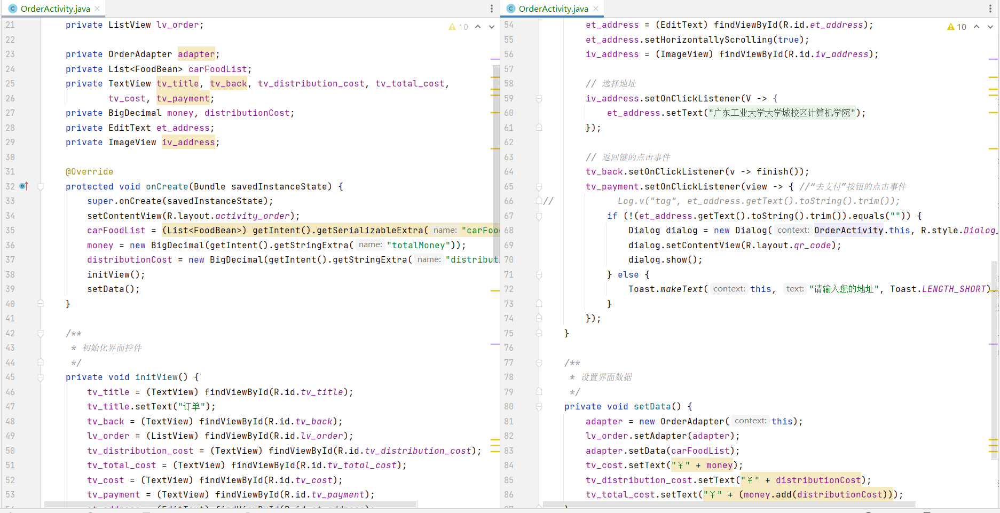 OrderActivity.java
10
21 private ListView lv_order;
22
23 private OrderAdapter adapter;
24 private List<FoodBean> carFoodList;
25 private TextView tv_title, tv_back, tv_distribution_cost, tv_total_cost,
26 tv_cost, tv_payment;
27 private BigDecimal money, distributionCost;
28 private EditText et_address;
29 private ImageView iv_address;
30
31 @Override
32 protected void onCreate(Bundle savedInstanceState) {
33 super.onCreate(savedInstanceState);
34 setContentView(R.layout.activity_order);
35 carFoodList = (List<FoodBean>) getIntent().getSerializableExtra( name: "carFoo
36 money = new BigDecimal(getIntent().getStringExtra( name: "totalMoney"));
37 distributionCost = new BigDecimal(getIntent().getStringExtra( name: "distribut
38 initView();
39 setData();
40 }
41
42 /**
43 * 初始化界面控件
44 */
45 private void initView() {
46 tv_title = (TextView) findViewById(R.id.tv_title);
47 tv_title.setText("订单");
48 tv_back = (TextView) findViewById(R.id.tv_back);
49 lv_order = (ListView) findViewById(R.id.lv_order);
50 tv_distribution_cost = (TextView) findViewById(R.id.tv_distribution_cost);
51 tv_total_cost = (TextView) findViewById(R.id.tv_total_cost);
52 tv_cost = (TextView) findViewById(R.id.tv_cost);
53 tv_payment = (TextView) findViewById(R.id.tv_payment);
OrderActivity.java
10
54 et_address = (EditText) findViewById(R.id.et_address);
55 et_address.setHorizontallyScrolling(true);
56 iv_address = (ImageView) findViewById(R.id.iv_address);
57
58 // 选择地址
59 iv_address.setOnClickListener(V -> {
60 et_address.setText("广东工业大学大学城校区计算机学院");
61 });
62
63 // 返回键的点击事件
64 tv_back.setOnClickListener(v -> finish());
65 tv_payment.setOnClickListener(view -> { //“去支付”按钮的点击事件
66 // Log.v("tag", et_address.getText().toString().trim());
67 if (!(et_address.getText().toString().trim()).equals("")) {
68 Dialog dialog = new Dialog( context: OrderActivity.this, R.style.Dialog_
69 dialog.setContentView(R.layout.qr_code);
70 dialog.show();
71 } else {
72 Toast.makeText( context: this, text: "请输入您的地址", Toast.LENGTH_SHORT)
73 }
74 });
75 }
76
77 /**
78 * 设置界面数据
79 */
80 private void setData() {
81 adapter = new OrderAdapter( context: this);
82 lv_order.setAdapter(adapter);
83 adapter.setData(carFoodList);
84 tv_cost.setText("￥" + money);
85 tv_distribution_cost.setText("￥" + distributionCost);
86 tv_total_cost.setText("￥" + (money.add(distributionCost)));